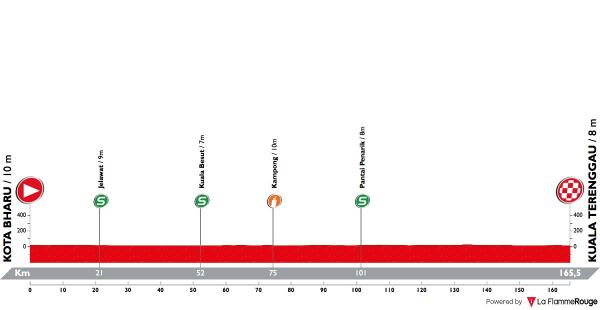 KOTA BHARU / 10 m
400
200
0
Jelawat / 9m
S
Kuala Besut / 7m
S
Kampong / 10m
Pantai Penarik / 8m
S
KUALA TERENGGAU / 8 m
400
200
0
Km 21 52 75 101 165,5
0 10 20 30 40 50 60 70 80 90 100 110 120 130 140 150 160
Powered by La FlammeRouge